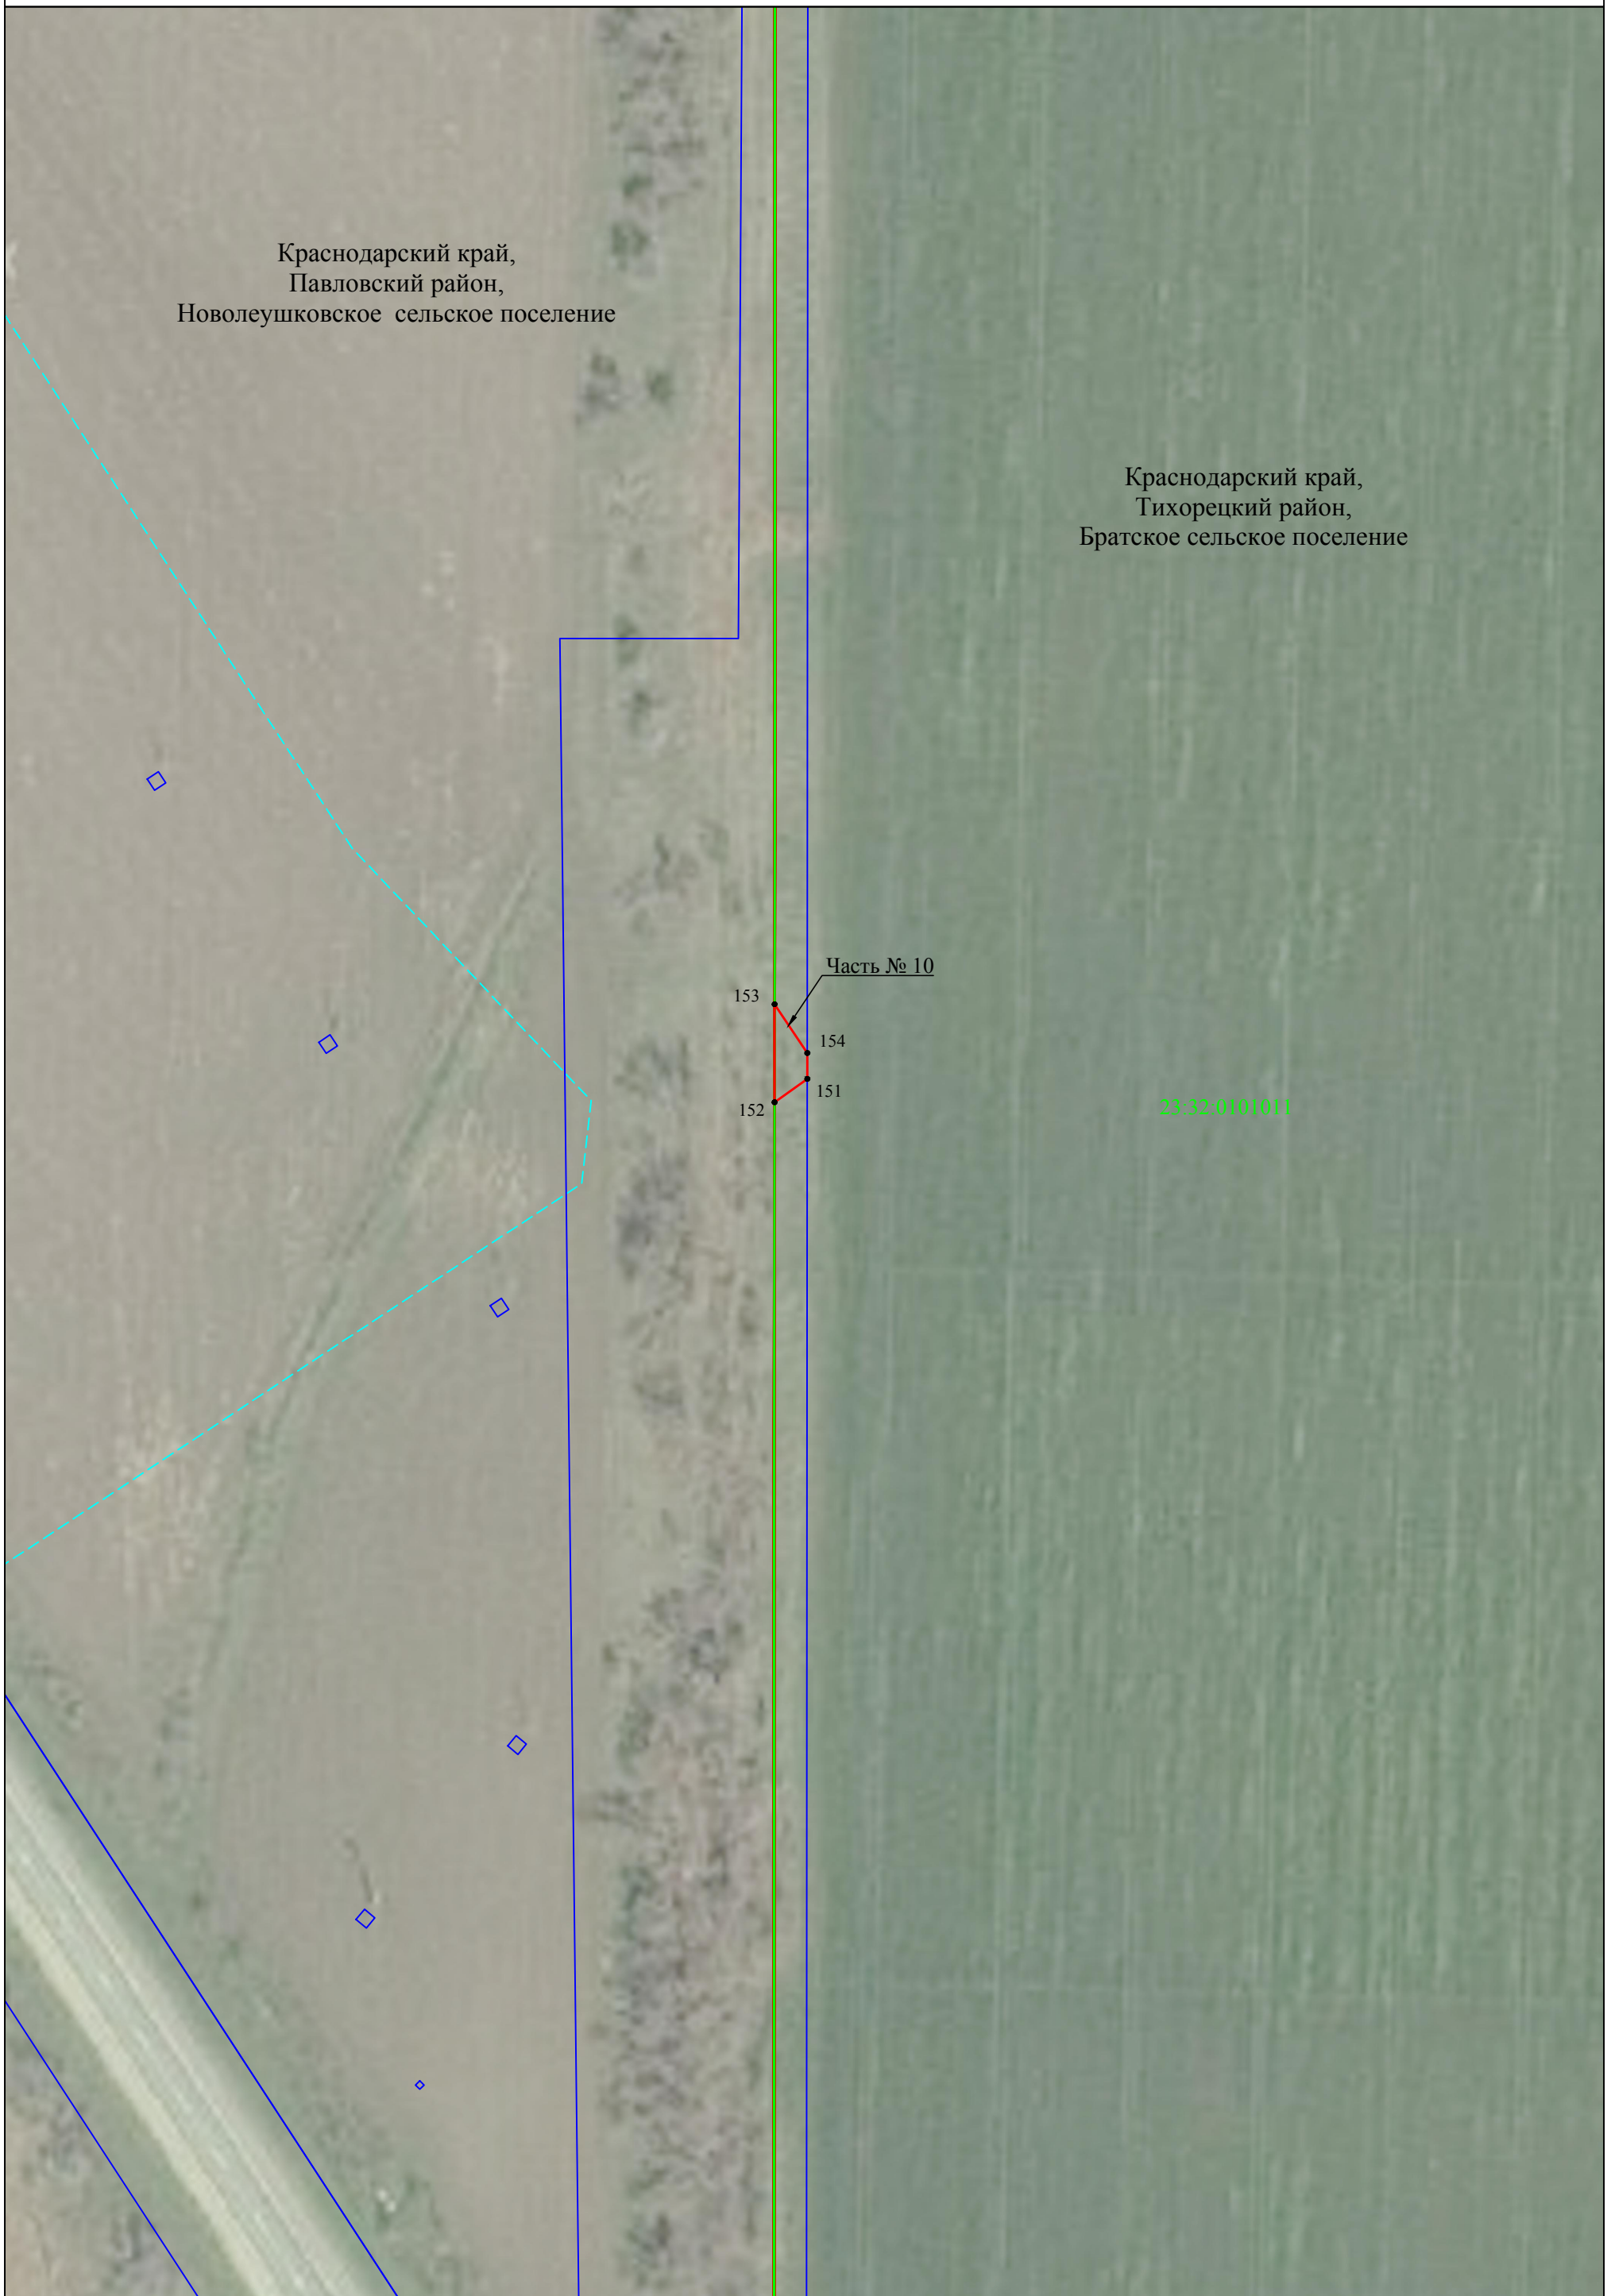 Краснодарский край,
Павловский район,
Новолеушковское сельское поселение
Краснодарский край,
Тихорецкий район,
Братское сельское поселение
Часть № 10
153
154
151
152
23:32:0101011